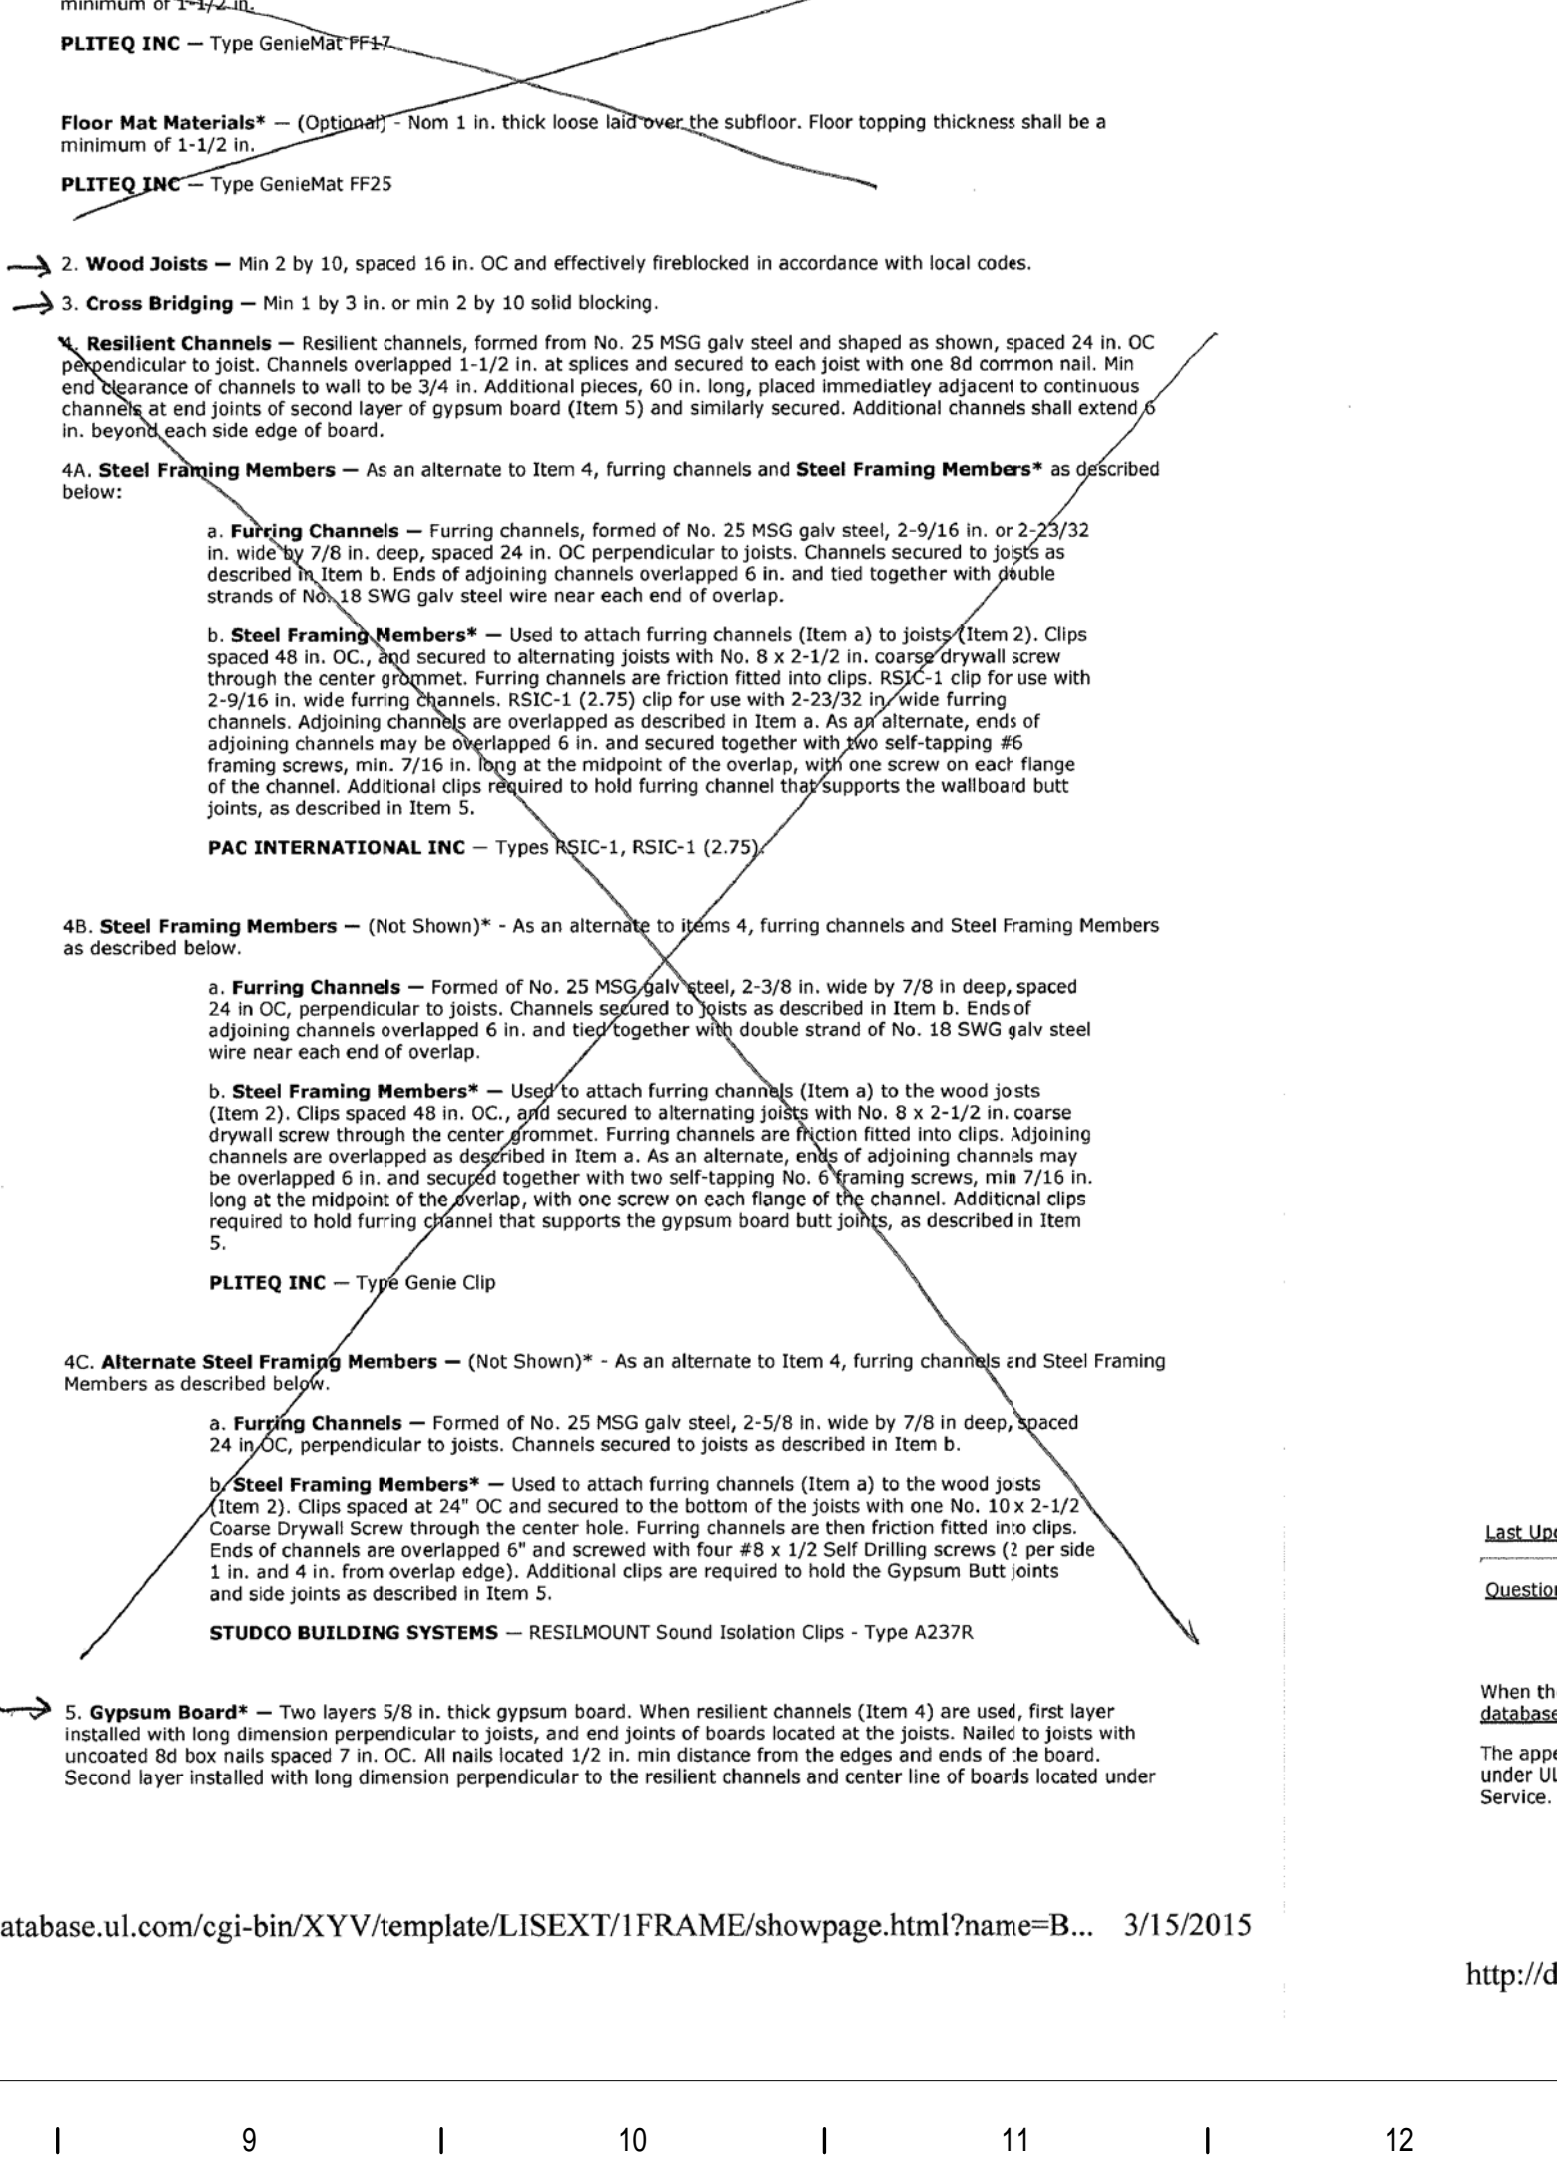 minimum of 1-1/2 in.
PLITEQ INC — Type GenieMat FF17
Floor Mat Materials* — (Optional) - Nom 1 in. thick loose laid over the subfloor. Floor topping thickness shall be a
minimum of 1-1/2 in.
PLITEQ INC — Type GenieMat FF25
2. Wood Joists — Min 2 by 10, spaced 16 in. OC and effectively fireblocked in accordance with local codes.
3. Cross Bridging — Min 1 by 3 in. or min 2 by 10 solid blocking.
4. Resilient Channels — Resilient channels, formed from No. 25 MSG galv steel and shaped as shown, spaced 24 in. OC
perpendicular to joist. Channels overlapped 1-1/2 in. at splices and secured to each joist with one 8d common nail. Min
end clearance of channels to wall to be 3/4 in. Additional pieces, 60 in. long, placed immediatley adjacent to continuous
channels at end joints of second layer of gypsum board (Item 5) and similarly secured. Additional channels shall extend 6
in. beyond each side edge of board.
4A. Steel Framing Members — As an alternate to Item 4, furring channels and Steel Framing Members* as described
below:
a. Furring Channels — Furring channels, formed of No. 25 MSG galv steel, 2-9/16 in. or 2-23/32
in. wide by 7/8 in. deep, spaced 24 in. OC perpendicular to joists. Channels secured to joists as
described in Item b. Ends of adjoining channels overlapped 6 in. and tied together with double
strands of No. 18 SWG galv steel wire near each end of overlap.
b. Steel Framing Members* — Used to attach furring channels (Item a) to joists (Item 2). Clips
spaced 48 in. OC., and secured to alternating joists with No. 8 x 2-1/2 in. coarse drywall screw
through the center grommet. Furring channels are friction fitted into clips. RSIC-1 clip for use with
2-9/16 in. wide furring channels. RSIC-1 (2.75) clip for use with 2-23/32 in. wide furring
channels. Adjoining channels are overlapped as described in Item a. As an alternate, ends of
adjoining channels may be overlapped 6 in. and secured together with two self-tapping #6
framing screws, min. 7/16 in. long at the midpoint of the overlap, with one screw on each flange
of the channel. Additional clips required to hold furring channel that supports the wallboard butt
joints, as described in Item 5.
PAC INTERNATIONAL INC — Types RSIC-1, RSIC-1 (2.75).
4B. Steel Framing Members — (Not Shown)* - As an alternate to items 4, furring channels and Steel Framing Members
as described below.
a. Furring Channels — Formed of No. 25 MSG galv steel, 2-3/8 in. wide by 7/8 in deep, spaced
24 in OC, perpendicular to joists. Channels secured to joists as described in Item b. Ends of
adjoining channels overlapped 6 in. and tied together with double strand of No. 18 SWG galv steel
wire near each end of overlap.
b. Steel Framing Members* — Used to attach furring channels (Item a) to the wood josts
(Item 2). Clips spaced 48 in. OC., and secured to alternating joists with No. 8 x 2-1/2 in. coarse
drywall screw through the center grommet. Furring channels are friction fitted into clips. Adjoining
channels are overlapped as described in Item a. As an alternate, ends of adjoining channels may
be overlapped 6 in. and secured together with two self-tapping No. 6 framing screws, min 7/16 in.
long at the midpoint of the overlap, with one screw on each flange of the channel. Additional clips
required to hold furring channel that supports the gypsum board butt joints, as described in Item
5.
PLITEQ INC — Type Genie Clip
4C. Alternate Steel Framing Members — (Not Shown)* - As an alternate to Item 4, furring channels and Steel Framing
Members as described below.
a. Furring Channels — Formed of No. 25 MSG galv steel, 2-5/8 in. wide by 7/8 in deep, spaced
24 in OC, perpendicular to joists. Channels secured to joists as described in Item b.
b. Steel Framing Members* — Used to attach furring channels (Item a) to the wood josts
(Item 2). Clips spaced at 24" OC and secured to the bottom of the joists with one No. 10 x 2-1/2
Coarse Drywall Screw through the center hole. Furring channels are then friction fitted into clips.
Ends of channels are overlapped 6" and screwed with four #8 x 1/2 Self Drilling screws (2 per side
1 in. and 4 in. from overlap edge). Additional clips are required to hold the Gypsum Butt joints
and side joints as described in Item 5.
STUDCO BUILDING SYSTEMS — RESILMOUNT Sound Isolation Clips - Type A237R
5. Gypsum Board* — Two layers 5/8 in. thick gypsum board. When resilient channels (Item 4) are used, first layer
installed with long dimension perpendicular to joists, and end joints of boards located at the joists. Nailed to joists with
uncoated 8d box nails spaced 7 in. OC. All nails located 1/2 in. min distance from the edges and ends of the board.
Second layer installed with long dimension perpendicular to the resilient channels and center line of boards located under
atabase.ul.com/cgi-bin/XYV/template/LISEXT/1FRAME/showpage.html?name=B... 3/15/2015
Last Upd
Question
When th
database
The appe
under UL
Service.
http://d
9 10 11 12